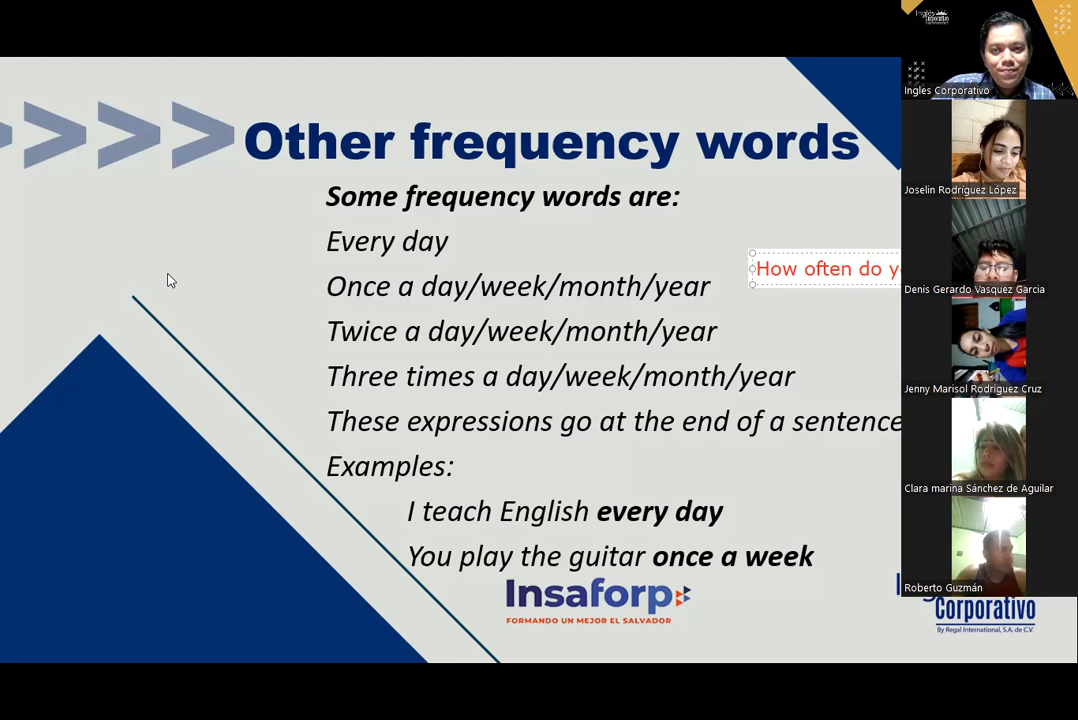 Other frequency words
Some frequency words are:
Every day
Once a day/week/month/year
How often do y
Twice a day/week/month/year
Three times a day/week/month/year
These expressions go at the end of a sentence
Examples:
I teach English every day
You play the guitar once a week
Insaforp
FORMANDO UN MEJOR EL SALVADOR
Corporativo
By Regal International, S.A. de C.V.
Inglés
Corporativo
Ingles Corporativo
Joselin Rodríguez López
Denis Gerardo Vasquez Garcia
Jenny Marisol Rodriguez Cruz
Clara marina Sánchez de Aguilar
Roberto Guzmán